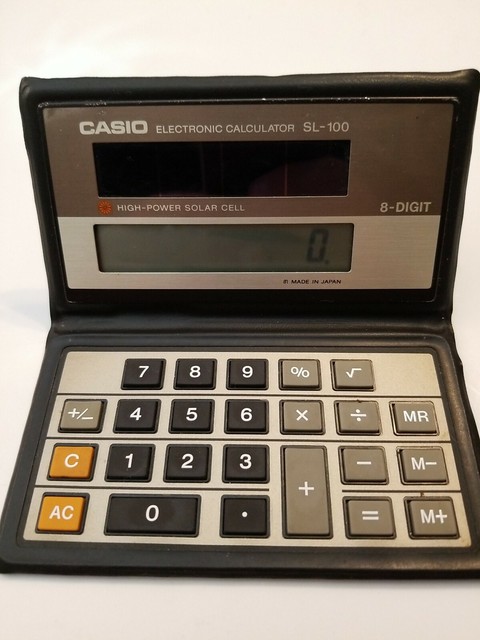 CASIO ELECTRONIC CALCULATOR SL-100
HIGH-POWER SOLAR CELL 8-DIGIT
0.
MADE IN JAPAN
7 8 9 % √
+/− 4 5 6 × ÷ MR
C 1 2 3 + − M−
AC 0 · = M+